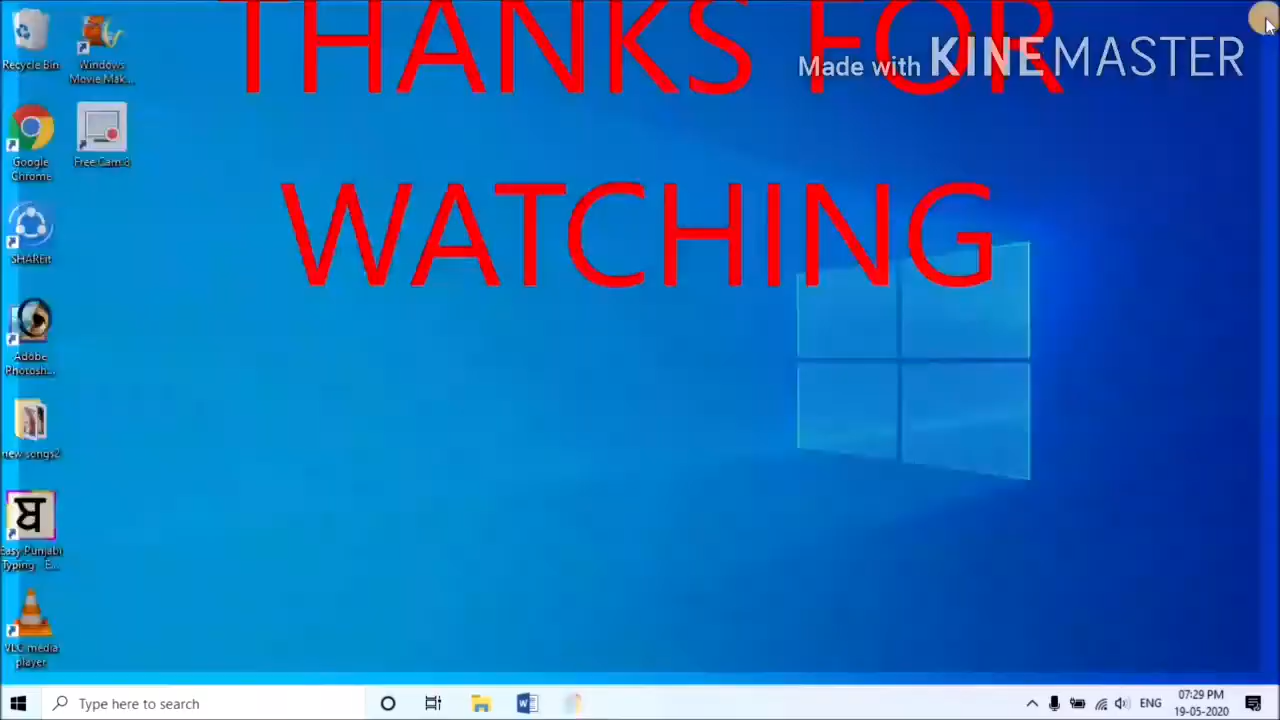 THANKS FOR
Made with KINEMASTER
WATCHING
Recycle Bin
Windows
Movie Mak...
Google
Chrome
Free Cam 8
SHAREit
Adobe
Photosh...
new songs2
ਬ
Easy Punjabi
Typing - E...
VLC media
player
Type here to search
W
ENG
07:29 PM
19-05-2020